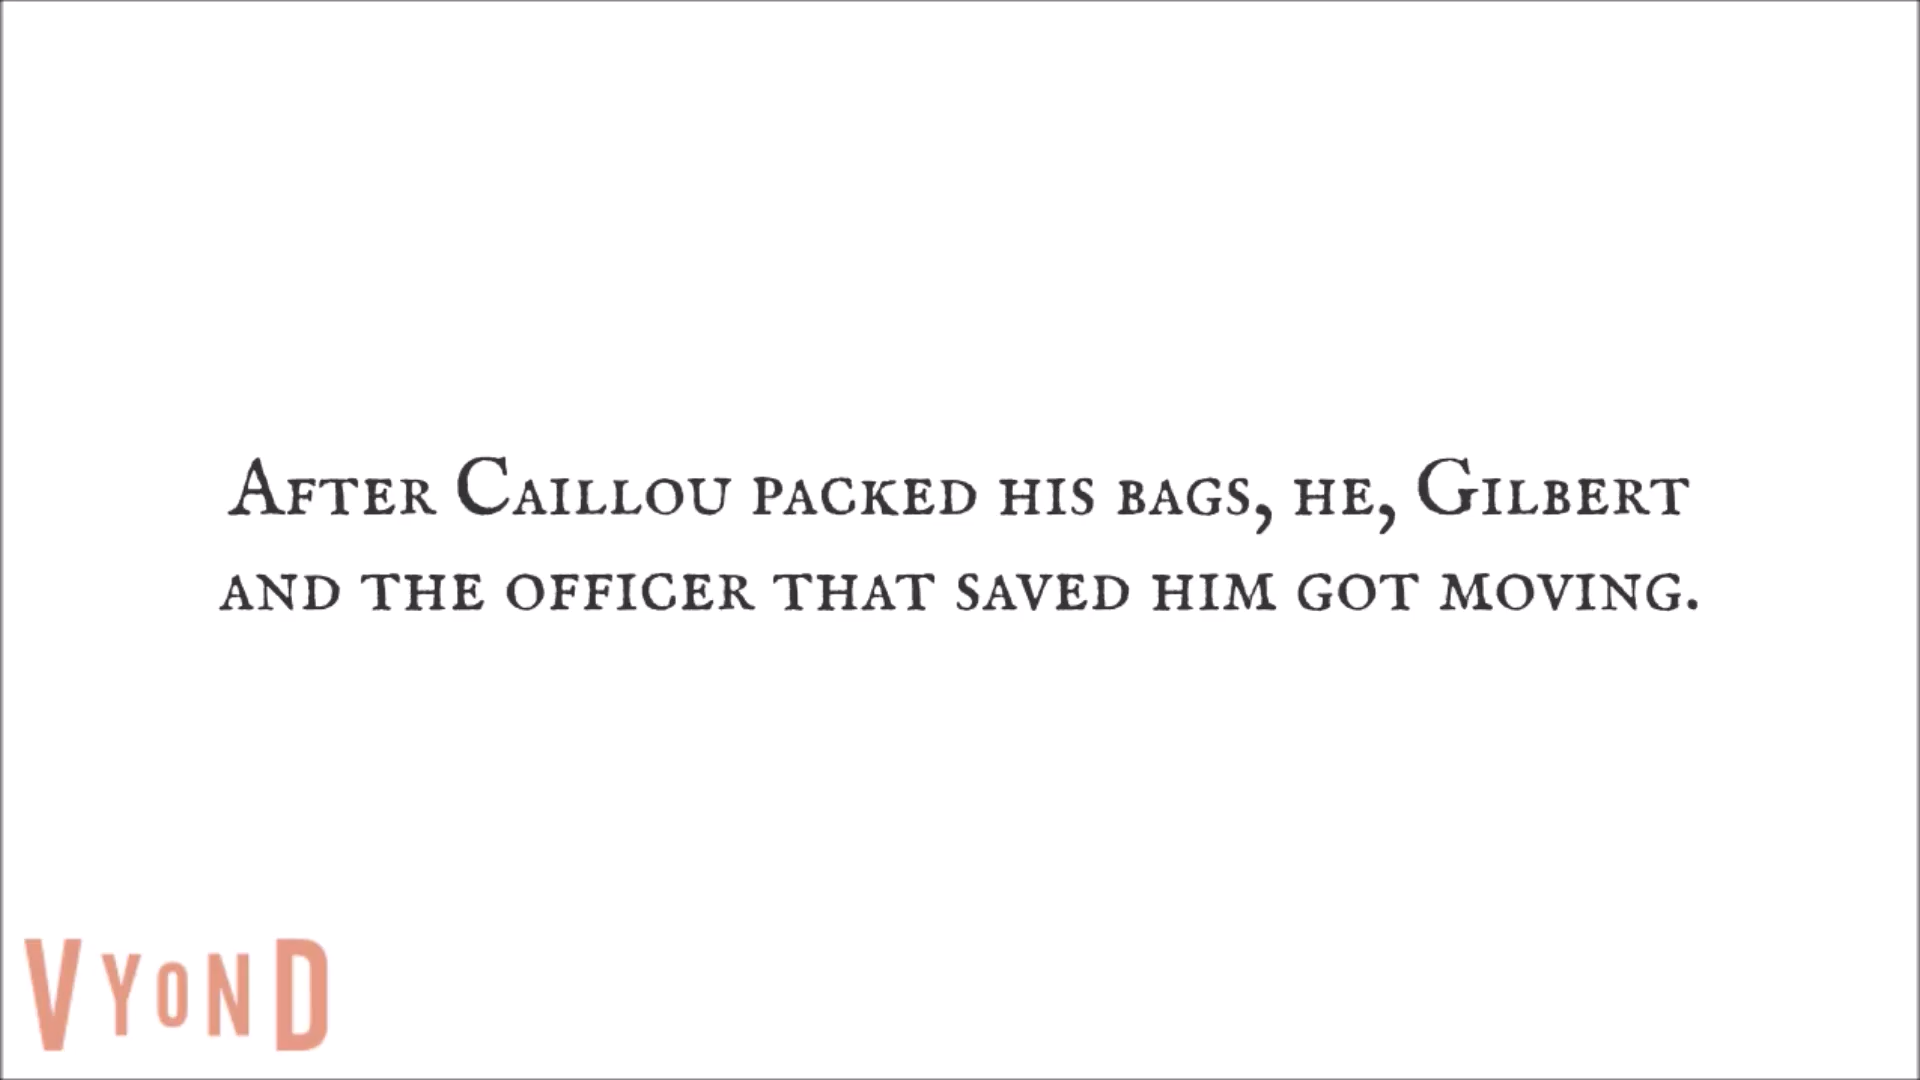 After Caillou packed his bags, he, Gilbert
and the officer that saved him got moving.
Vyond